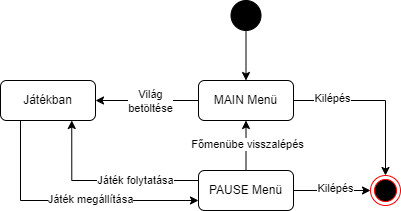 Világ
betöltése
Játékban
MAIN Menü
Kilépés
Főmenübe visszalépés
Játék folytatása
PAUSE Menü
Kilépés
Játék megállítása